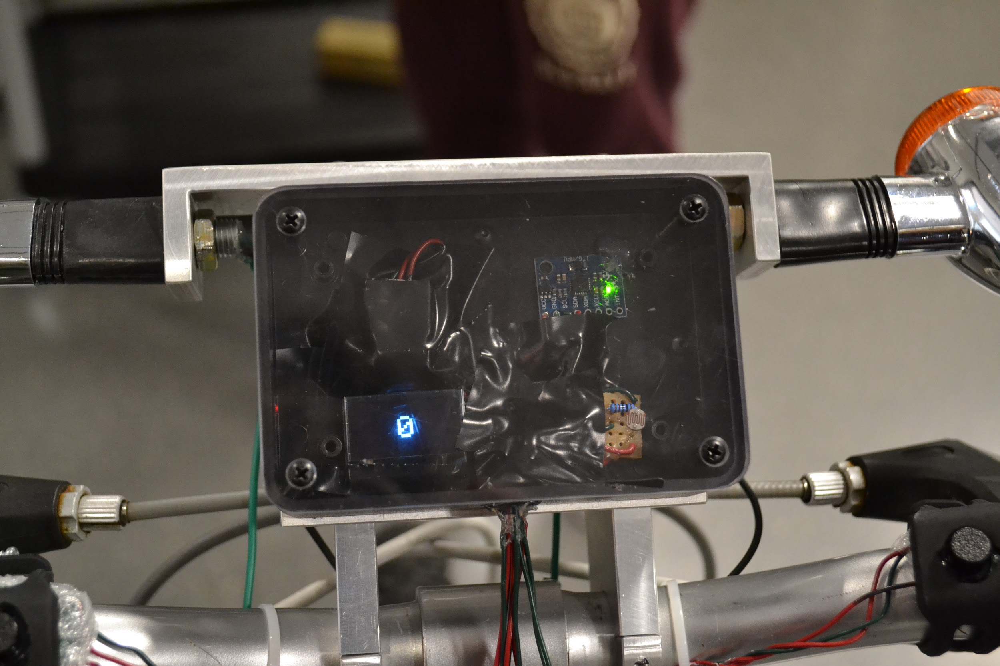 ITG/MPU
VCC
GND
SCL
SDA
XDA
XCL
AD0
INT
0